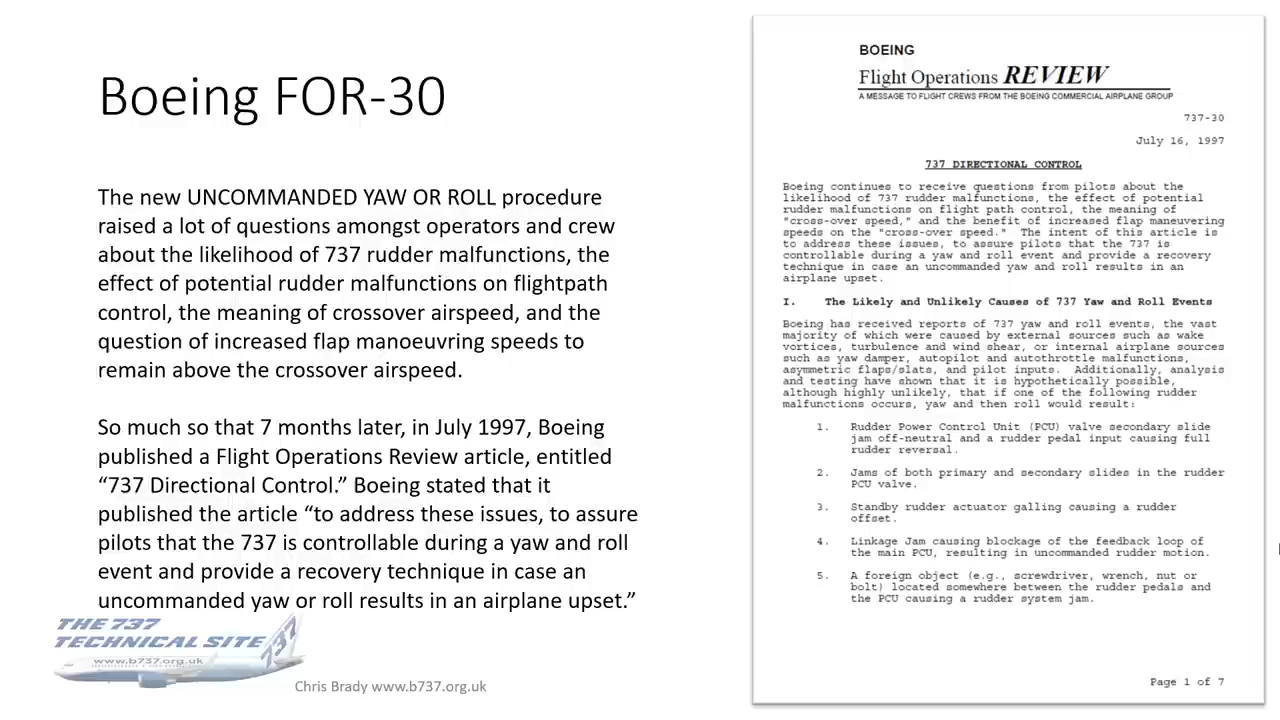 Boeing FOR-30
The new UNCOMMANDED YAW OR ROLL procedure
raised a lot of questions amongst operators and crew
about the likelihood of 737 rudder malfunctions, the
effect of potential rudder malfunctions on flightpath
control, the meaning of crossover airspeed, and the
question of increased flap manoeuvring speeds to
remain above the crossover airspeed.
So much so that 7 months later, in July 1997, Boeing
published a Flight Operations Review article, entitled
“737 Directional Control.” Boeing stated that it
published the article “to address these issues, to assure
pilots that the 737 is controllable during a yaw and roll
event and provide a recovery technique in case an
uncommanded yaw or roll results in an airplane upset.”
THE 737
TECHNICAL SITE
737
www.b737.org.uk
Chris Brady www.b737.org.uk
BOEING
Flight Operations REVIEW
A MESSAGE TO FLIGHT CREWS FROM THE BOEING COMMERCIAL AIRPLANE GROUP
737-30
July 16, 1997
737 DIRECTIONAL CONTROL
Boeing continues to receive questions from pilots about the
likelihood of 737 rudder malfunctions, the effect of potential
rudder malfunctions on flight path control, the meaning of
"cross-over speed," and the benefit of increased flap maneuvering
speeds on the "cross-over speed." The intent of this article is
to address these issues, to assure pilots that the 737 is
controllable during a yaw and roll event and provide a recovery
technique in case an uncommanded yaw and roll results in an
airplane upset.
I. The Likely and Unlikely Causes of 737 Yaw and Roll Events
Boeing has received reports of 737 yaw and roll events, the vast
majority of which were caused by external sources such as wake
vortices, turbulence and wind shear, or internal airplane sources
such as yaw damper, autopilot and autothrottle malfunctions,
asymmetric flaps/slats, and pilot inputs. Additionally, analysis
and testing have shown that it is hypothetically possible,
although highly unlikely, that if one of the following rudder
malfunctions occurs, yaw and then roll would result:
1. Rudder Power Control Unit (PCU) valve secondary slide
jam off-neutral and a rudder pedal input causing full
rudder reversal.
2. Jams of both primary and secondary slides in the rudder
PCU valve.
3. Standby rudder actuator galling causing a rudder
offset.
4. Linkage Jam causing blockage of the feedback loop of
the main PCU, resulting in uncommanded rudder motion.
5. A foreign object (e.g., screwdriver, wrench, nut or
bolt) located somewhere between the rudder pedals and
the PCU causing a rudder system jam.
Page 1 of 7